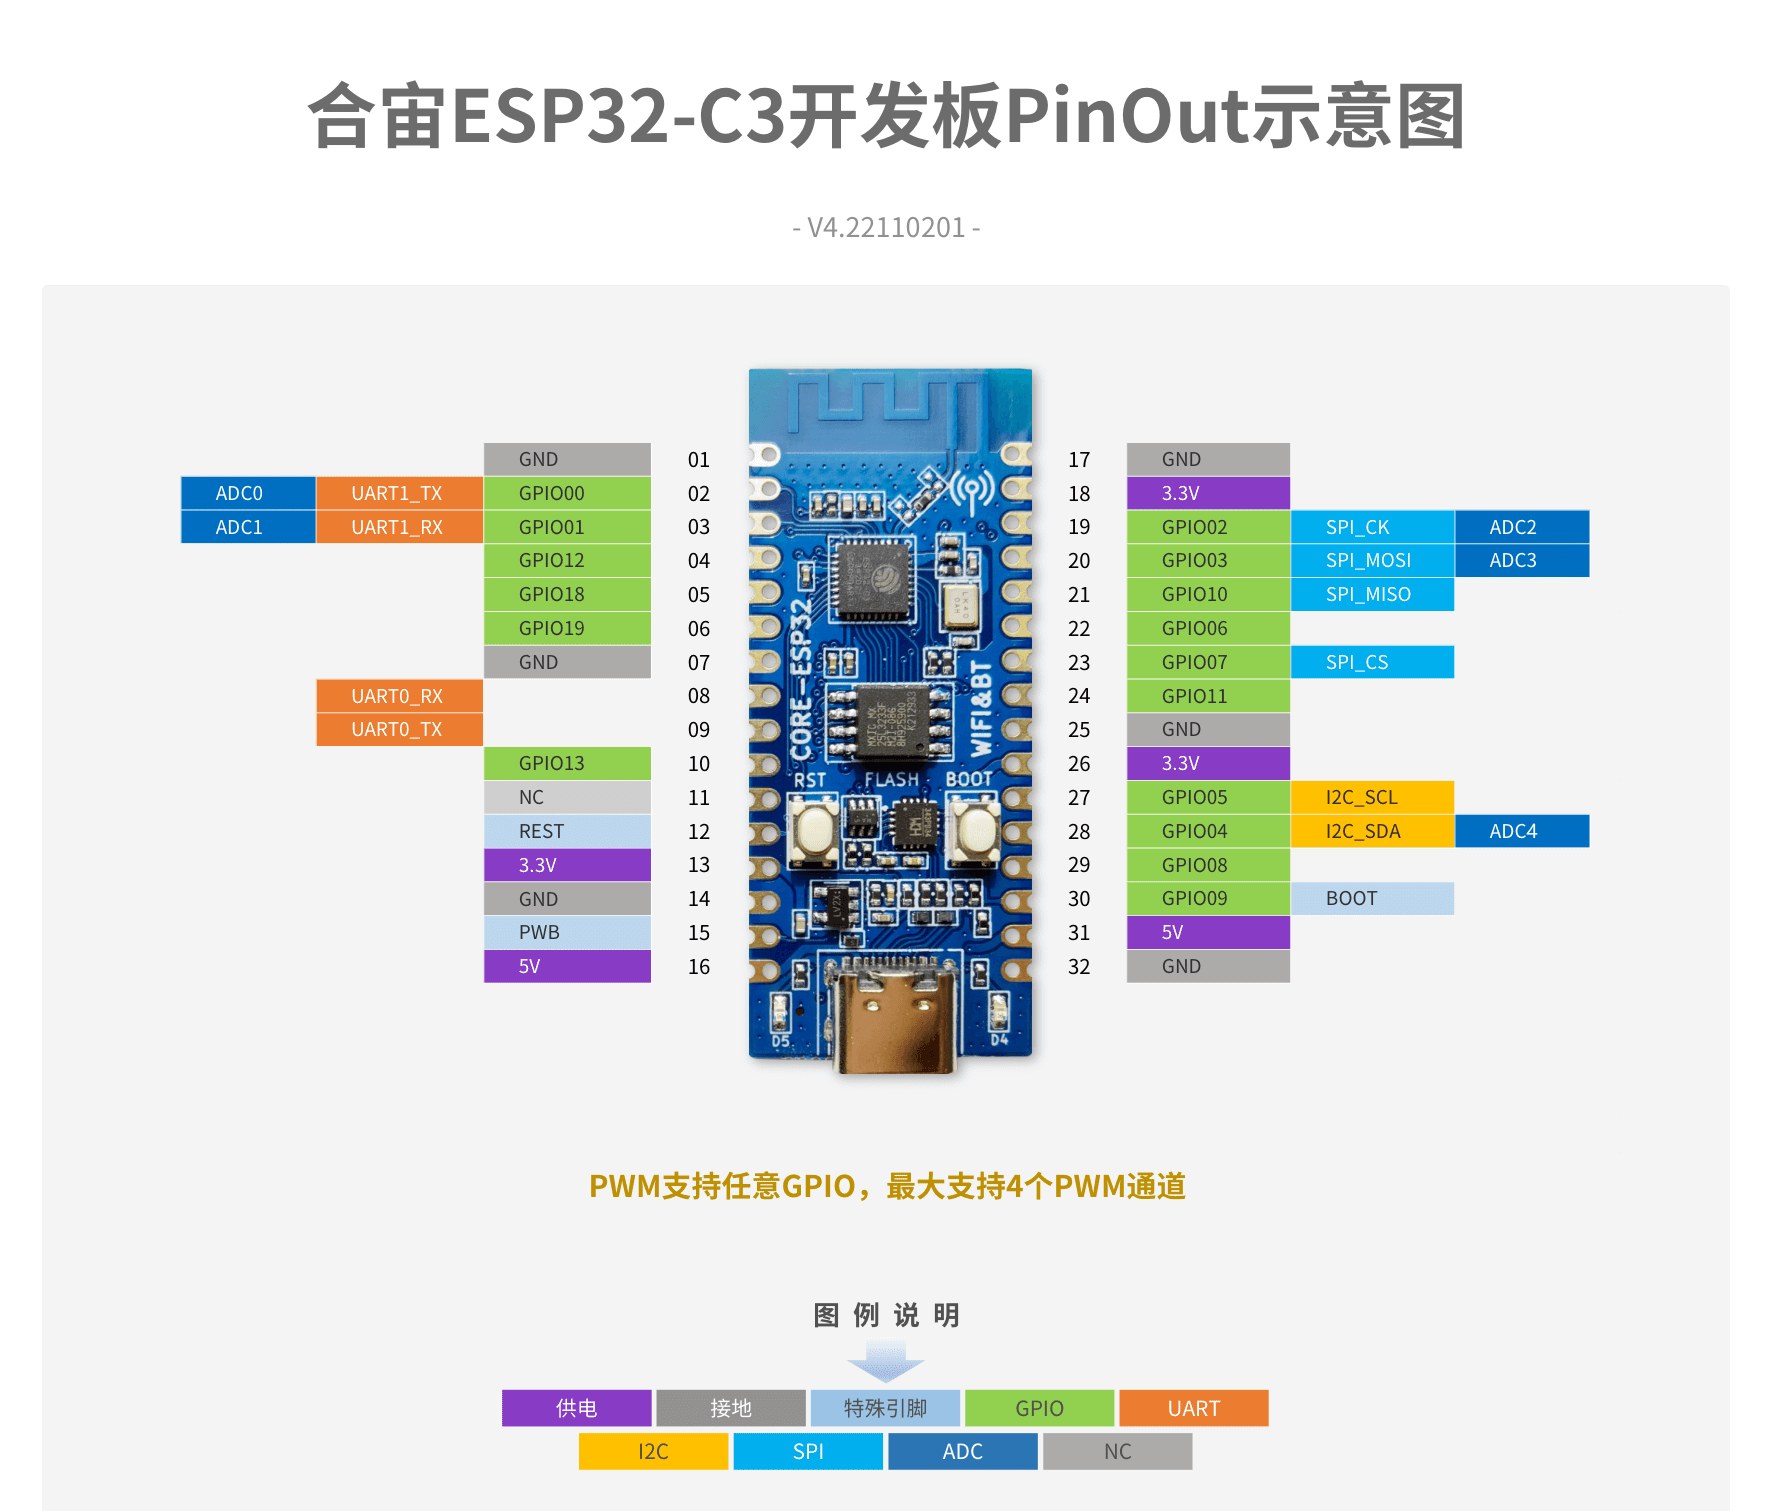 合宙ESP32-C3开发板PinOut示意图
- V4.22110201 -
GND 01 17 GND
ADC0 UART1_TX GPIO00 02 18 3.3V
ADC1 UART1_RX GPIO01 03 19 GPIO02 SPI_CK ADC2
GPIO12 04 20 GPIO03 SPI_MOSI ADC3
GPIO18 05 21 GPIO10 SPI_MISO
GPIO19 06 22 GPIO06
GND 07 23 GPIO07 SPI_CS
UART0_RX 08 24 GPIO11
UART0_TX 09 25 GND
GPIO13 10 26 3.3V
NC 11 27 GPIO05 I2C_SCL
REST 12 28 GPIO04 I2C_SDA ADC4
3.3V 13 29 GPIO08
GND 14 30 GPIO09 BOOT
PWB 15 31 5V
5V 16 32 GND
CORE-ESP32
WIFI&BT
MXIC MX
25L3233F
M2I-086
8H925900
K212933
RST FLASH BOOT
LV2X
D5 D4
PWM支持任意GPIO，最大支持4个PWM通道
图例说明
供电 接地 特殊引脚 GPIO UART
I2C SPI ADC NC